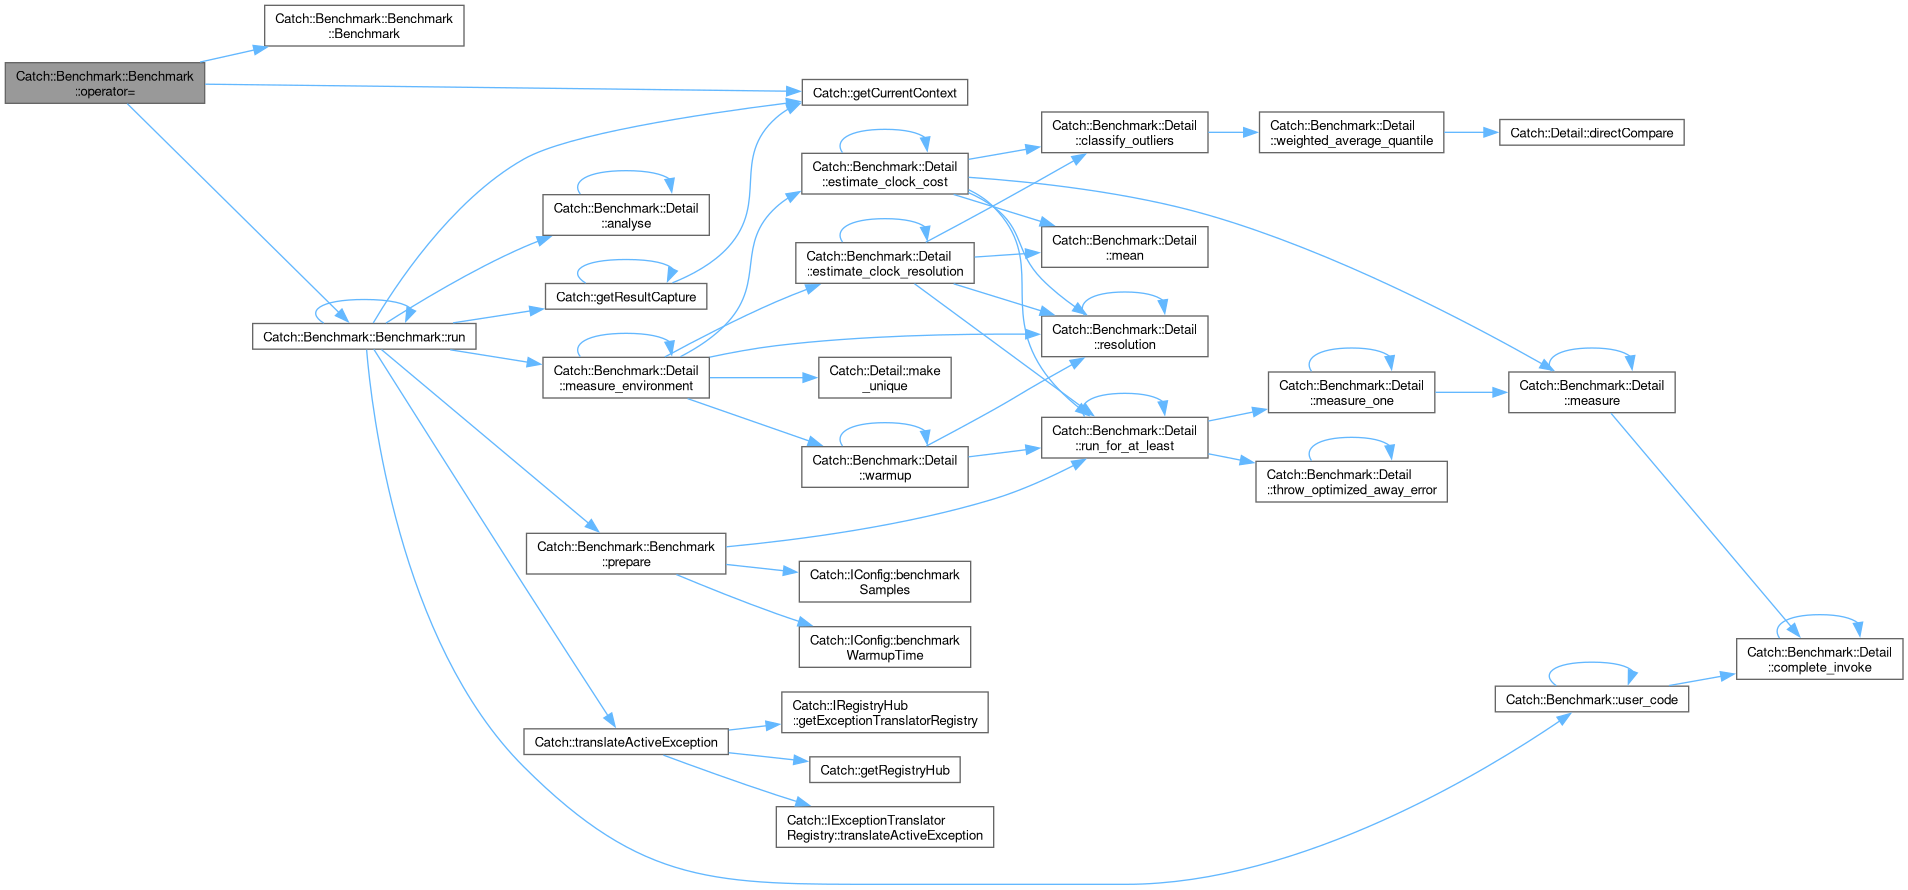 Catch::Benchmark::Benchmark
::Benchmark
Catch::Benchmark::Benchmark
::operator=
Catch::getCurrentContext
Catch::Benchmark::Detail
::classify_outliers
Catch::Benchmark::Detail
::weighted_average_quantile
Catch::Detail::directCompare
Catch::Benchmark::Detail
::estimate_clock_cost
Catch::Benchmark::Detail
::analyse
Catch::Benchmark::Detail
::mean
Catch::Benchmark::Detail
::estimate_clock_resolution
Catch::getResultCapture
Catch::Benchmark::Benchmark::run
Catch::Benchmark::Detail
::resolution
Catch::Benchmark::Detail
::measure_environment
Catch::Detail::make
_unique
Catch::Benchmark::Detail
::measure_one
Catch::Benchmark::Detail
::measure
Catch::Benchmark::Detail
::run_for_at_least
Catch::Benchmark::Detail
::warmup
Catch::Benchmark::Detail
::throw_optimized_away_error
Catch::Benchmark::Benchmark
::prepare
Catch::IConfig::benchmark
Samples
Catch::IConfig::benchmark
WarmupTime
Catch::Benchmark::Detail
::complete_invoke
Catch::Benchmark::user_code
Catch::IRegistryHub
::getExceptionTranslatorRegistry
Catch::translateActiveException
Catch::getRegistryHub
Catch::IExceptionTranslator
Registry::translateActiveException